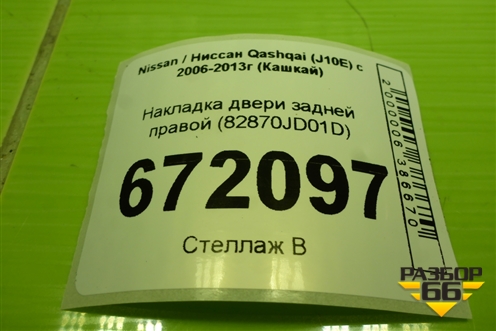 Nissan / Ниссан Qashqai (J10E) с
2006-2013г (Кашкай)
Накладка двери задней
правой (82870JD01D)
672097
Стеллаж В
2000006386670
РАЗБОР
66